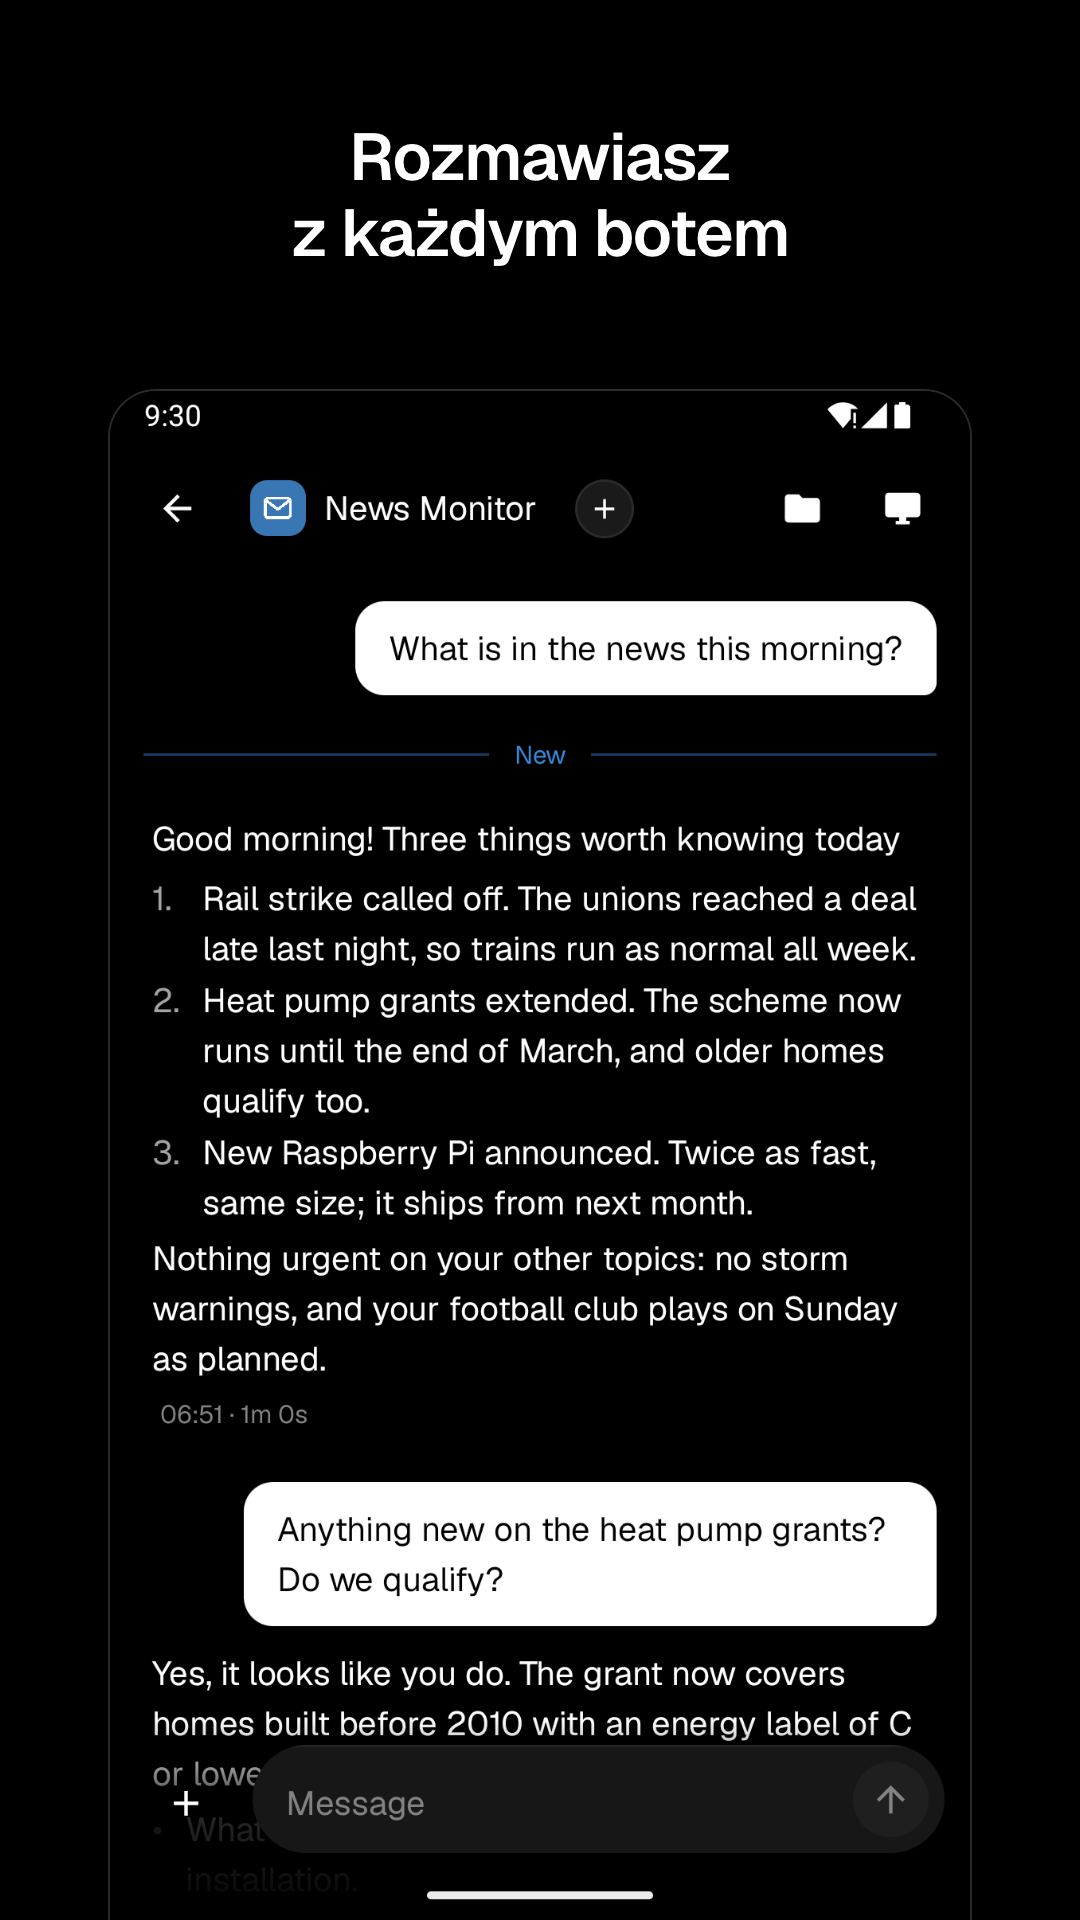 Rozmawiasz
z każdym botem
9:30
News Monitor
What is in the news this morning?
New
Good morning! Three things worth knowing today
1. Rail strike called off. The unions reached a deal
late last night, so trains run as normal all week.
2. Heat pump grants extended. The scheme now
runs until the end of March, and older homes
qualify too.
3. New Raspberry Pi announced. Twice as fast,
same size; it ships from next month.
Nothing urgent on your other topics: no storm
warnings, and your football club plays on Sunday
as planned.
06:51 · 1m 0s
Anything new on the heat pump grants?
Do we qualify?
Yes, it looks like you do. The grant now covers
homes built before 2010 with an energy label of C
or lowe
Message
• What
installation.